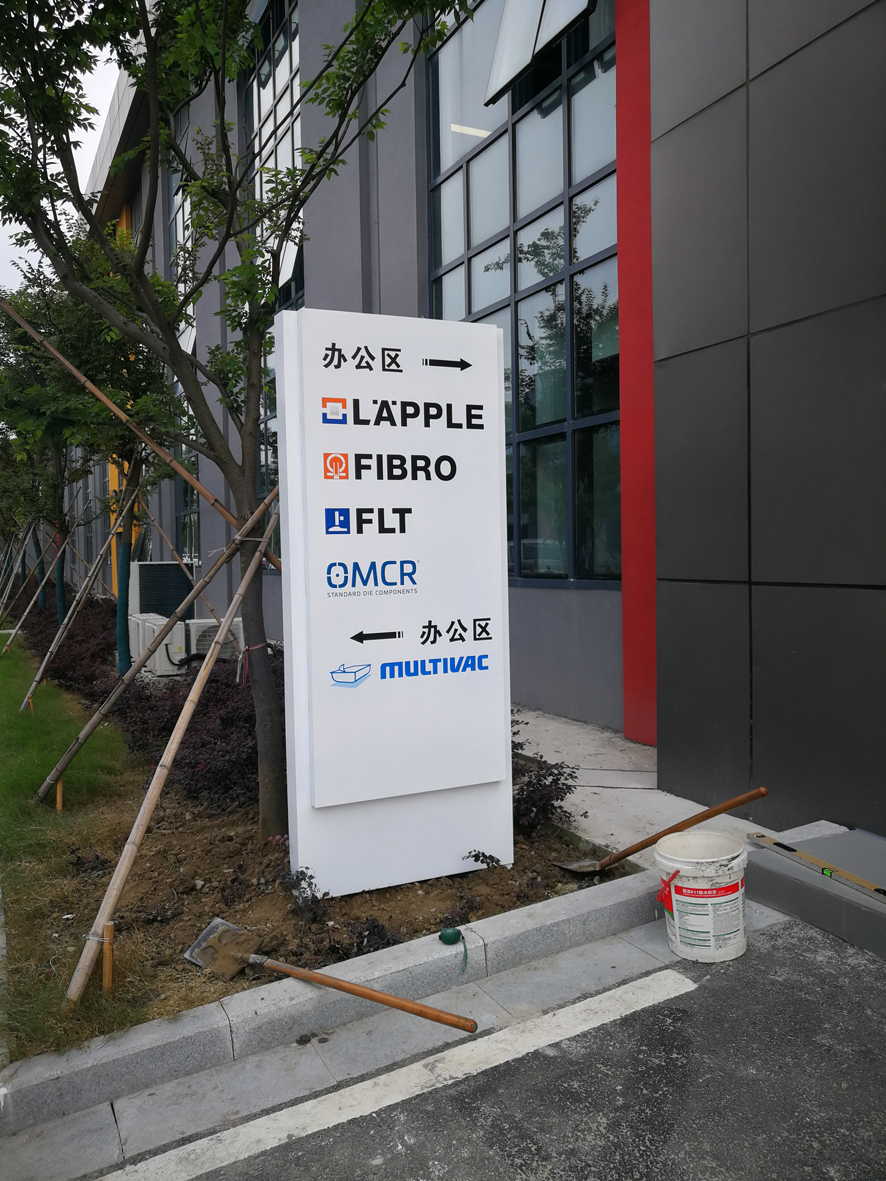 办公区
LÄPPLE
FIBRO
FLT
OMCR
STANDARD DIE COMPONENTS
办公区
MULTIVAC